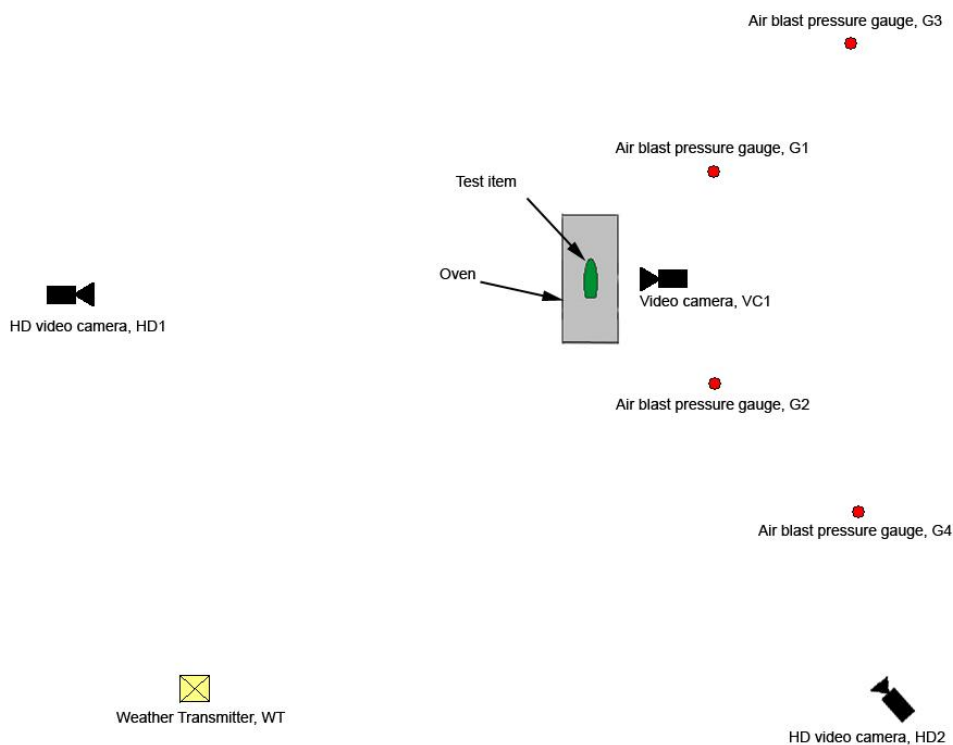 Air blast pressure gauge, G3
Air blast pressure gauge, G1
Test item
Oven
Video camera, VC1
HD video camera, HD1
Air blast pressure gauge, G2
Air blast pressure gauge, G4
Weather Transmitter, WT
HD video camera, HD2